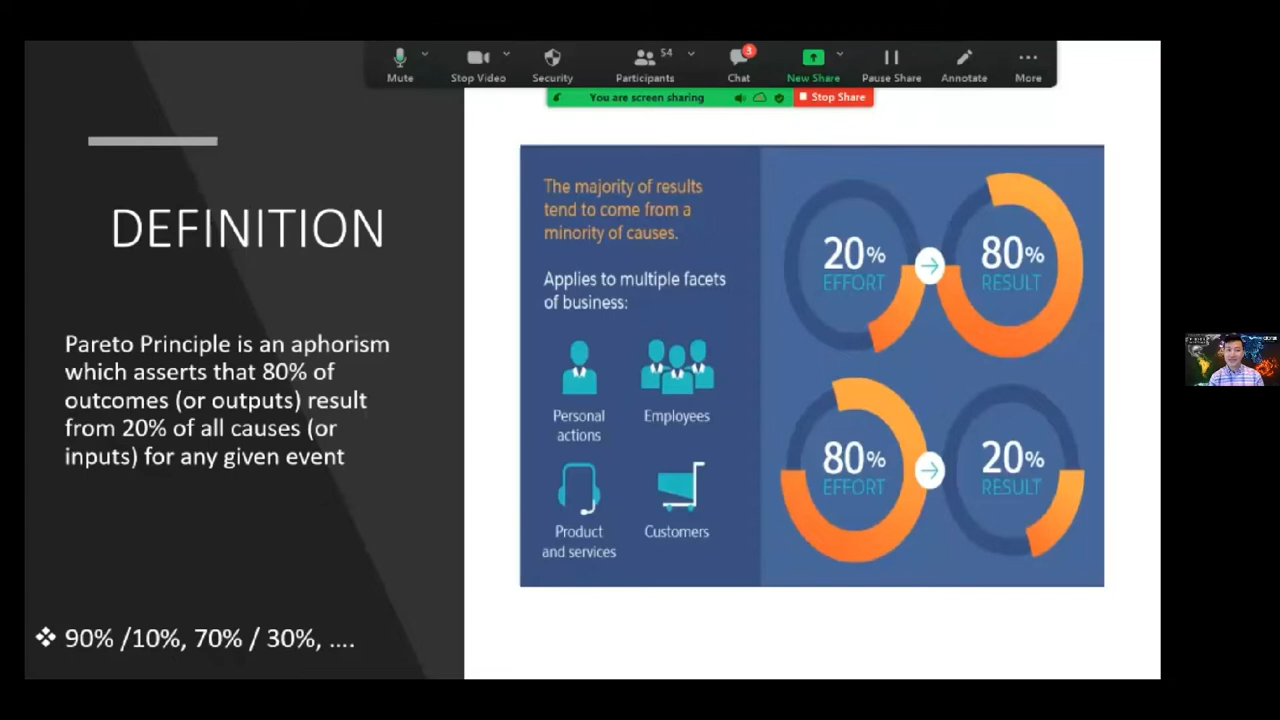 Mute
Stop Video
Security
54
Participants
3
Chat
New Share
Pause Share
Annotate
More
You are screen sharing
Stop Share
DEFINITION
Pareto Principle is an aphorism
which asserts that 80% of
outcomes (or outputs) result
from 20% of all causes (or
inputs) for any given event
❖ 90% /10%, 70% / 30%, ....
The majority of results
tend to come from a
minority of causes.
Applies to multiple facets
of business:
Personal
actions
Employees
Product
and services
Customers
20%
EFFORT
80%
RESULT
80%
EFFORT
20%
RESULT